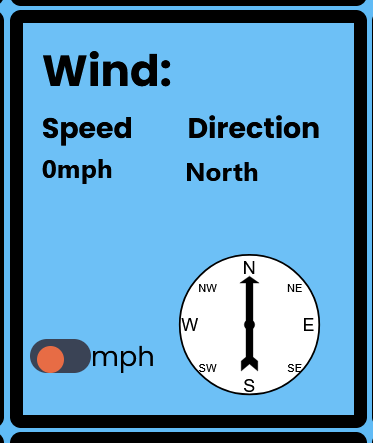 Wind:
Speed Direction
0mph North
N
NW NE
W E
SW SE
S
mph